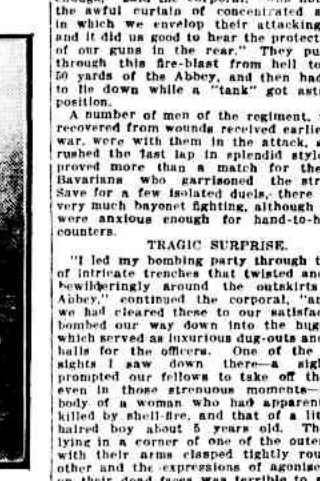 the awful curtain of concentrated
in which we envelop their attacking
and it did us good to hear the protect
of our guns in the rear." They pu
through this fire-blast from hell to
50 yards of the Abbey, and then had
to lie down while a "tank" got ast
position.
A number of men of the regiment,
recovered from wounds received earlie
war, were with them in the attack,
rushed the last lap in splendid style
proved more than a match for the
Bavarians who garrisoned the str
Save for a few isolated duels, there
very much bayonet fighting, although
were anxious enough for hand-to-h
counters.
TRAGIC SURPRISE.
"I led my bombing party through t
of intricate trenches that twisted and
bewilderingly around the outskirts
Abbey," continued the corporal, "an
we had cleared these to our satisfac
bombed our way down into the hug
which served as luxurious dug-outs and
halls for the officers. One of the
sights I saw down there—a sigh
prompted our fellows to take off th
even in those strenuous moments—
body of a woman who had apparent
killed by shell-fire, and that of a lit
haired boy about 5 years old. Th
lying in a corner of one of the oute
with their arms clasped tightly rou
other and the expressions of agonise
on their dead faces was terrible to